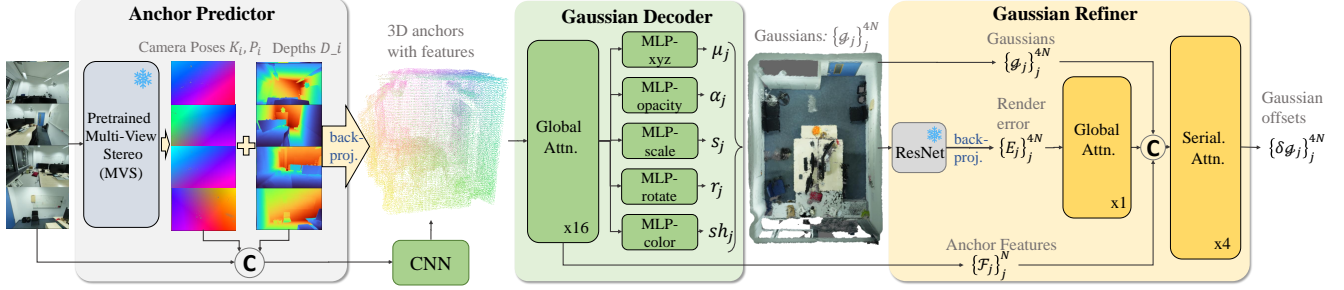 Anchor Predictor
Camera Poses K_i, P_i
Depths D_i
Pretrained
Multi-View
Stereo
(MVS)
back-
proj.
C
CNN
3D anchors
with features
Gaussian Decoder
Global
Attn.
x16
MLP-
xyz
μ_j
MLP-
opacity
α_j
MLP-
scale
s_j
MLP-
rotate
r_j
MLP-
color
sh_j
Gaussians: {𝓰_j}_j^{4N}
Gaussian Refiner
Gaussians
{𝓰_j}_j^{4N}
ResNet
back-
proj.
Render
error
{E_j}_j^{4N}
Global
Attn.
x1
C
Anchor Features
{𝓕_j}_j^N
Serial.
Attn.
x4
Gaussian
offsets
{δ𝓰_j}_j^{4N}